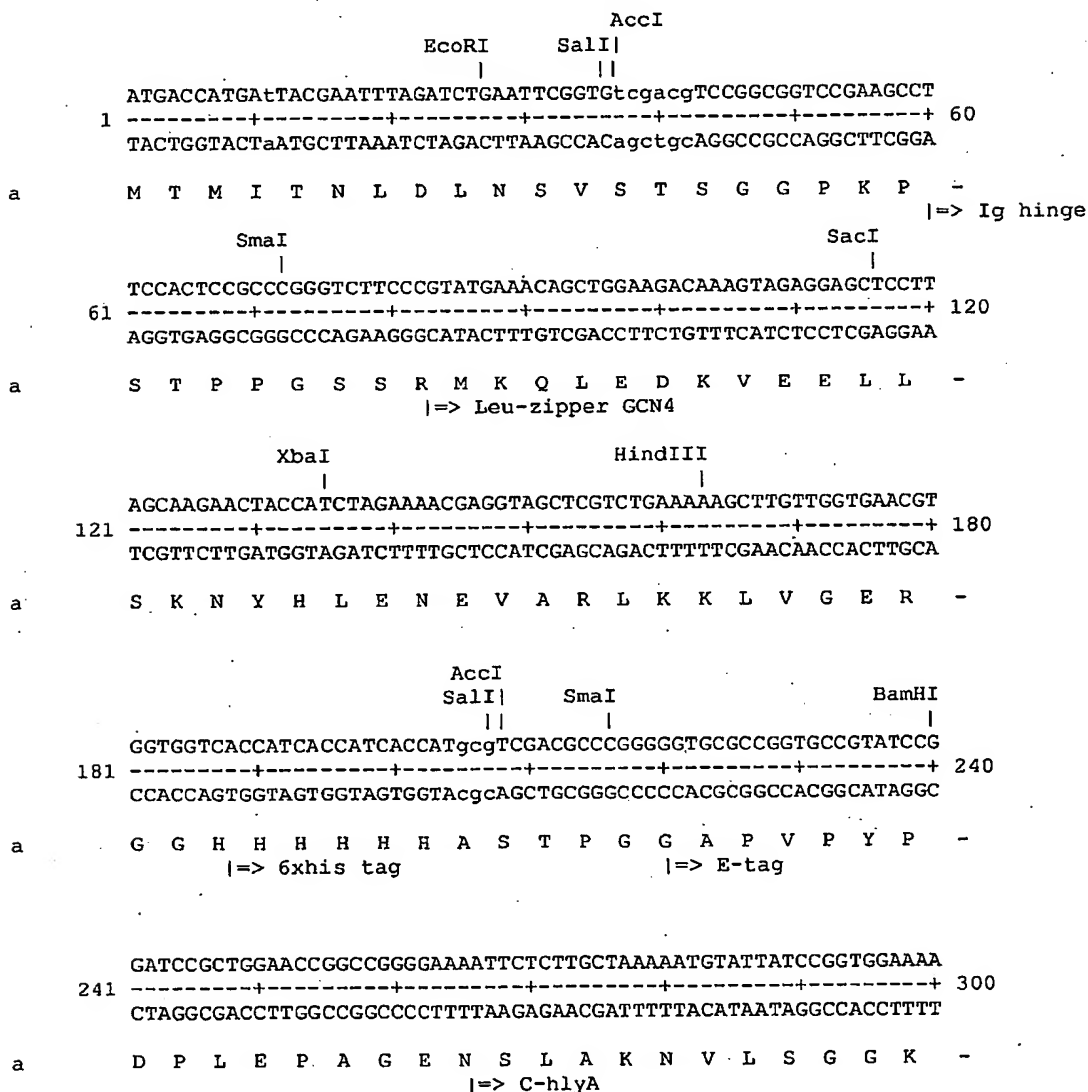 AccI
EcoRI SalI|
| ||
ATGACCATGAtTACGAATTTAGATCTGAATTCGGTGtcgacgTCCGGCGGTCCGAAGCCT
1 ---------+---------+---------+---------+---------+---------+ 60
TACTGGTACTaATGCTTAAATCTAGACTTAAGCCACagctgcAGGCCGCCAGGCTTCGGA
a M T M I T N L D L N S V S T S G G P K P -
|=> Ig hinge
SmaI SacI
| |
TCCACTCCGCCCGGGTCTTCCCGTATGAAACAGCTGGAAGACAAAGTAGAGGAGCTCCTT
61 ---------+---------+---------+---------+---------+---------+ 120
AGGTGAGGCGGGCCCAGAAGGGCATACTTTGTCGACCTTCTGTTTCATCTCCTCGAGGAA
a S T P P G S S R M K Q L E D K V E E L L -
|=> Leu-zipper GCN4
XbaI HindIII
| |
AGCAAGAACTACCATCTAGAAAACGAGGTAGCTCGTCTGAAAAAGCTTGTTGGTGAACGT
121 ---------+---------+---------+---------+---------+---------+ 180
TCGTTCTTGATGGTAGATCTTTTGCTCCATCGAGCAGACTTTTTCGAACAACCACTTGCA
a S K N Y H L E N E V A R L K K L V G E R -
AccI
SalI| SmaI BamHI
|| | |
GGTGGTCACCATCACCATCACCATgcgTCGACGCCCGGGGGTGCGCCGGTGCCGTATCCG
181 ---------+---------+---------+---------+---------+---------+ 240
CCACCAGTGGTAGTGGTAGTGGTAcgcAGCTGCGGGCCCCCACGCGGCCACGGCATAGGC
a G G H H H H H H A S T P G G A P V P Y P -
|=> 6xhis tag |=> E-tag
GATCCGCTGGAACCGGCCGGGGAAAATTCTCTTGCTAAAAATGTATTATCCGGTGGAAAA
241 ---------+---------+---------+---------+---------+---------+ 300
CTAGGCGACCTTGGCCGGCCCCTTTTAAGAGAACGATTTTTACATAATAGGCCACCTTTT
a D P L E P A G E N S L A K N V L S G G K -
|=> C-hlyA